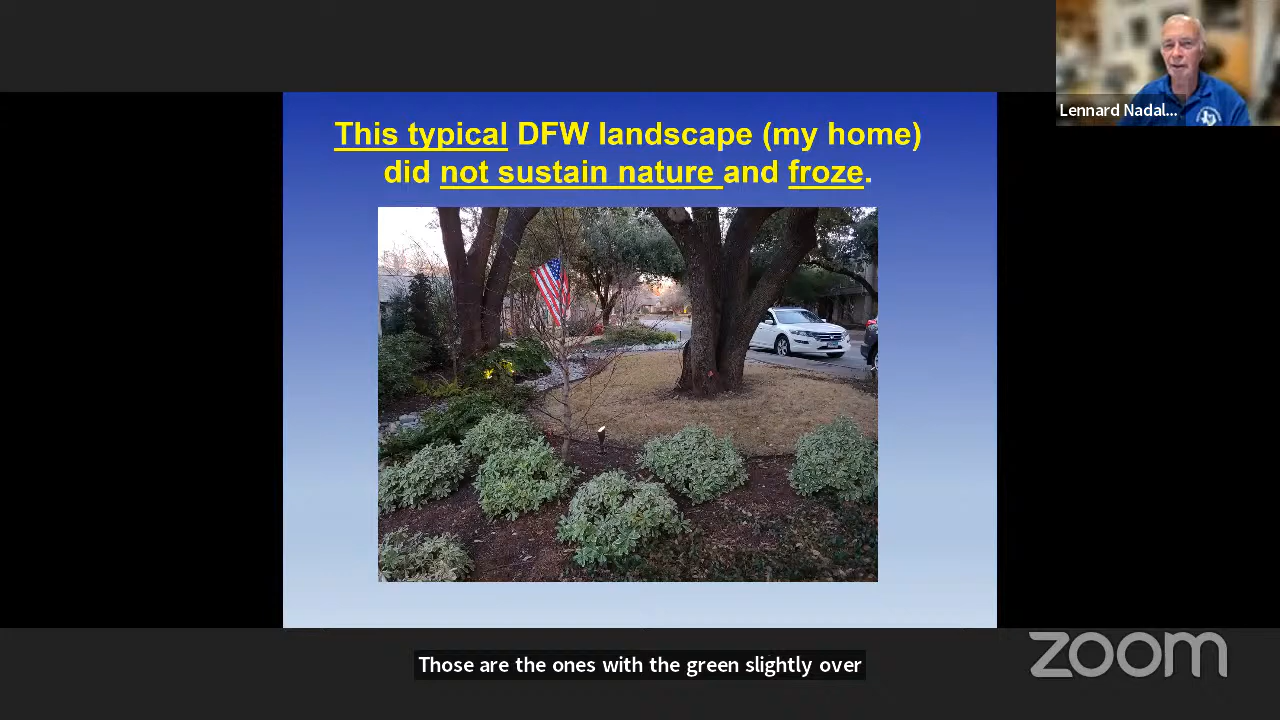 Lennard Nadal...
This typical DFW landscape (my home)
did not sustain nature and froze.
Those are the ones with the green slightly over
zoom